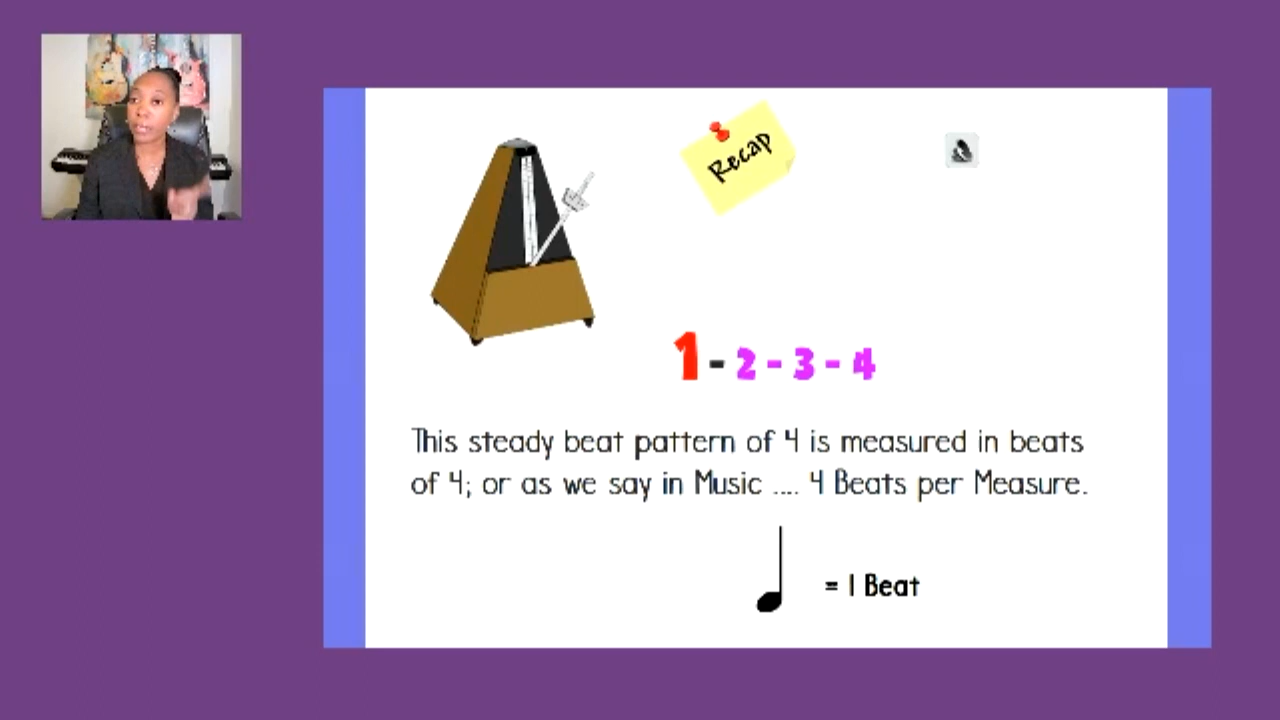 Recap
1 - 2 - 3 - 4
This steady beat pattern of 4 is measured in beats
of 4; or as we say in Music .... 4 Beats per Measure.
= 1 Beat